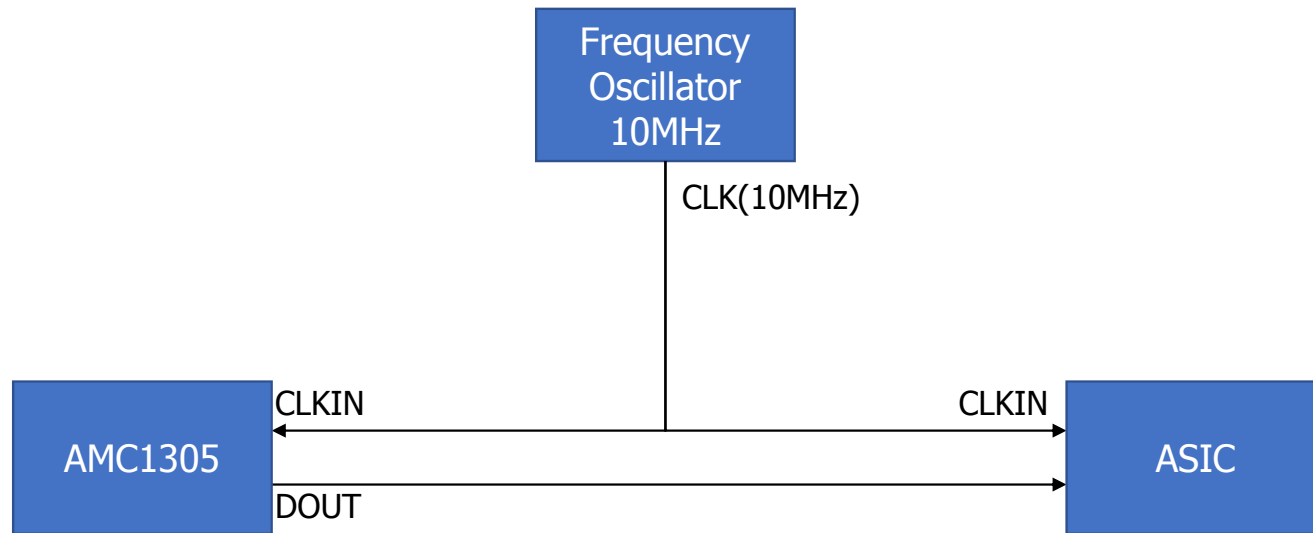 Frequency
Oscillator
10MHz
CLK(10MHz)
CLKIN
CLKIN
AMC1305
ASIC
DOUT